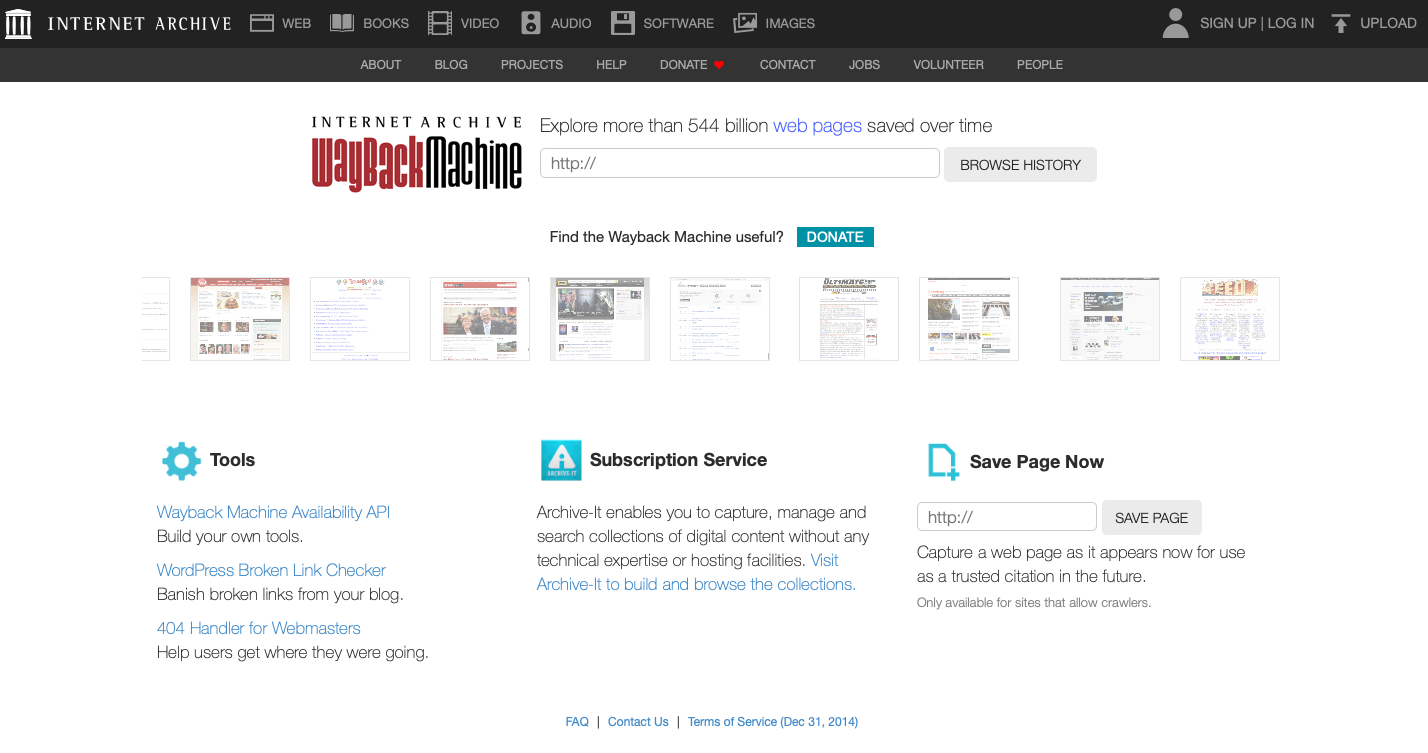 INTERNET ARCHIVE WEB BOOKS VIDEO AUDIO SOFTWARE IMAGES SIGN UP | LOG IN UPLOAD
ABOUT BLOG PROJECTS HELP DONATE CONTACT JOBS VOLUNTEER PEOPLE
INTERNET ARCHIVE
WayBackMachine
Explore more than 544 billion web pages saved over time
http:// BROWSE HISTORY
Find the Wayback Machine useful? DONATE
ULTIMATE
Tools
Wayback Machine Availability API
Build your own tools.
WordPress Broken Link Checker
Banish broken links from your blog.
404 Handler for Webmasters
Help users get where they were going.
ARCHIVE-IT
Subscription Service
Archive-It enables you to capture, manage and
search collections of digital content without any
technical expertise or hosting facilities. Visit
Archive-It to build and browse the collections.
Save Page Now
http:// SAVE PAGE
Capture a web page as it appears now for use
as a trusted citation in the future.
Only available for sites that allow crawlers.
FAQ | Contact Us | Terms of Service (Dec 31, 2014)